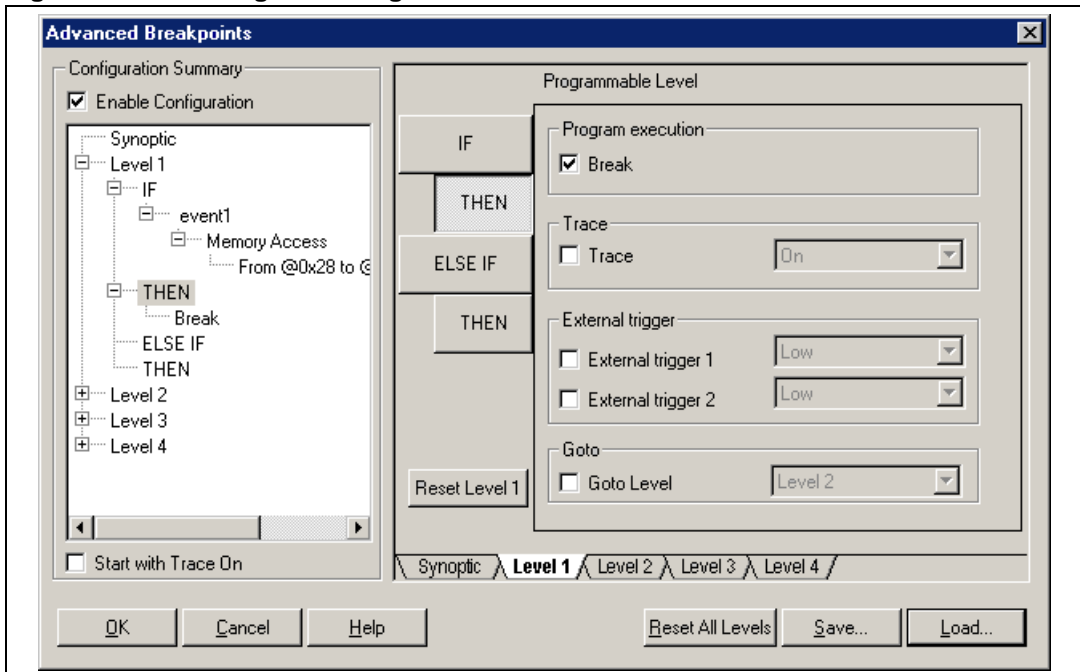 Advanced Breakpoints
Configuration Summary
Enable Configuration
Synoptic
Level 1
IF
event1
Memory Access
From @0x28 to @
THEN
Break
ELSE IF
THEN
Level 2
Level 3
Level 4
Start with Trace On
Programmable Level
IF
THEN
ELSE IF
THEN
Reset Level 1
Program execution
Break
Trace
Trace On
External trigger
External trigger 1 Low
External trigger 2 Low
Goto
Goto Level Level 2
Synoptic Level 1 Level 2 Level 3 Level 4
OK Cancel Help Reset All Levels Save... Load...